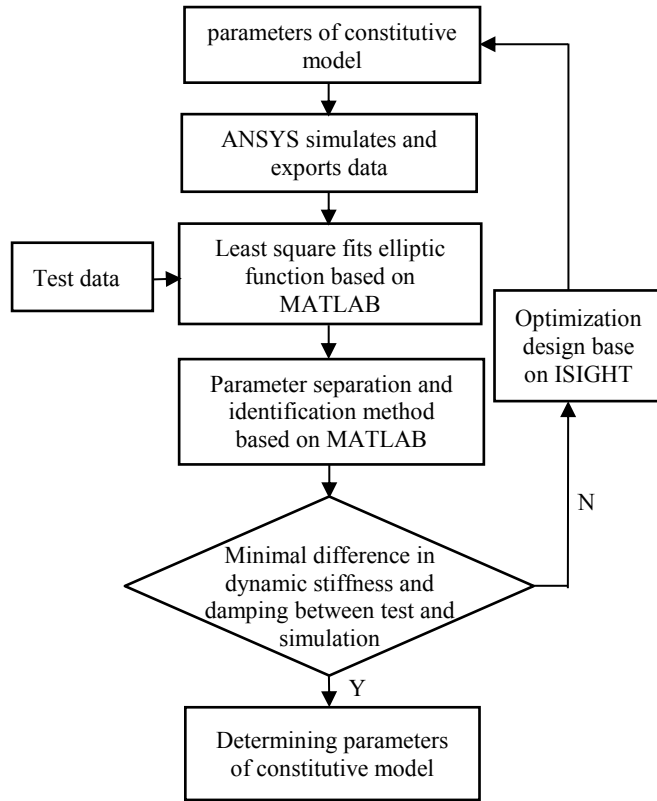 parameters of constitutive
model
ANSYS simulates and
exports data
Test data
Least square fits elliptic
function based on
MATLAB
Optimization
design base
on ISIGHT
Parameter separation and
identification method
based on MATLAB
N
Minimal difference in
dynamic stiffness and
damping between test and
simulation
Y
Determining parameters
of constitutive model